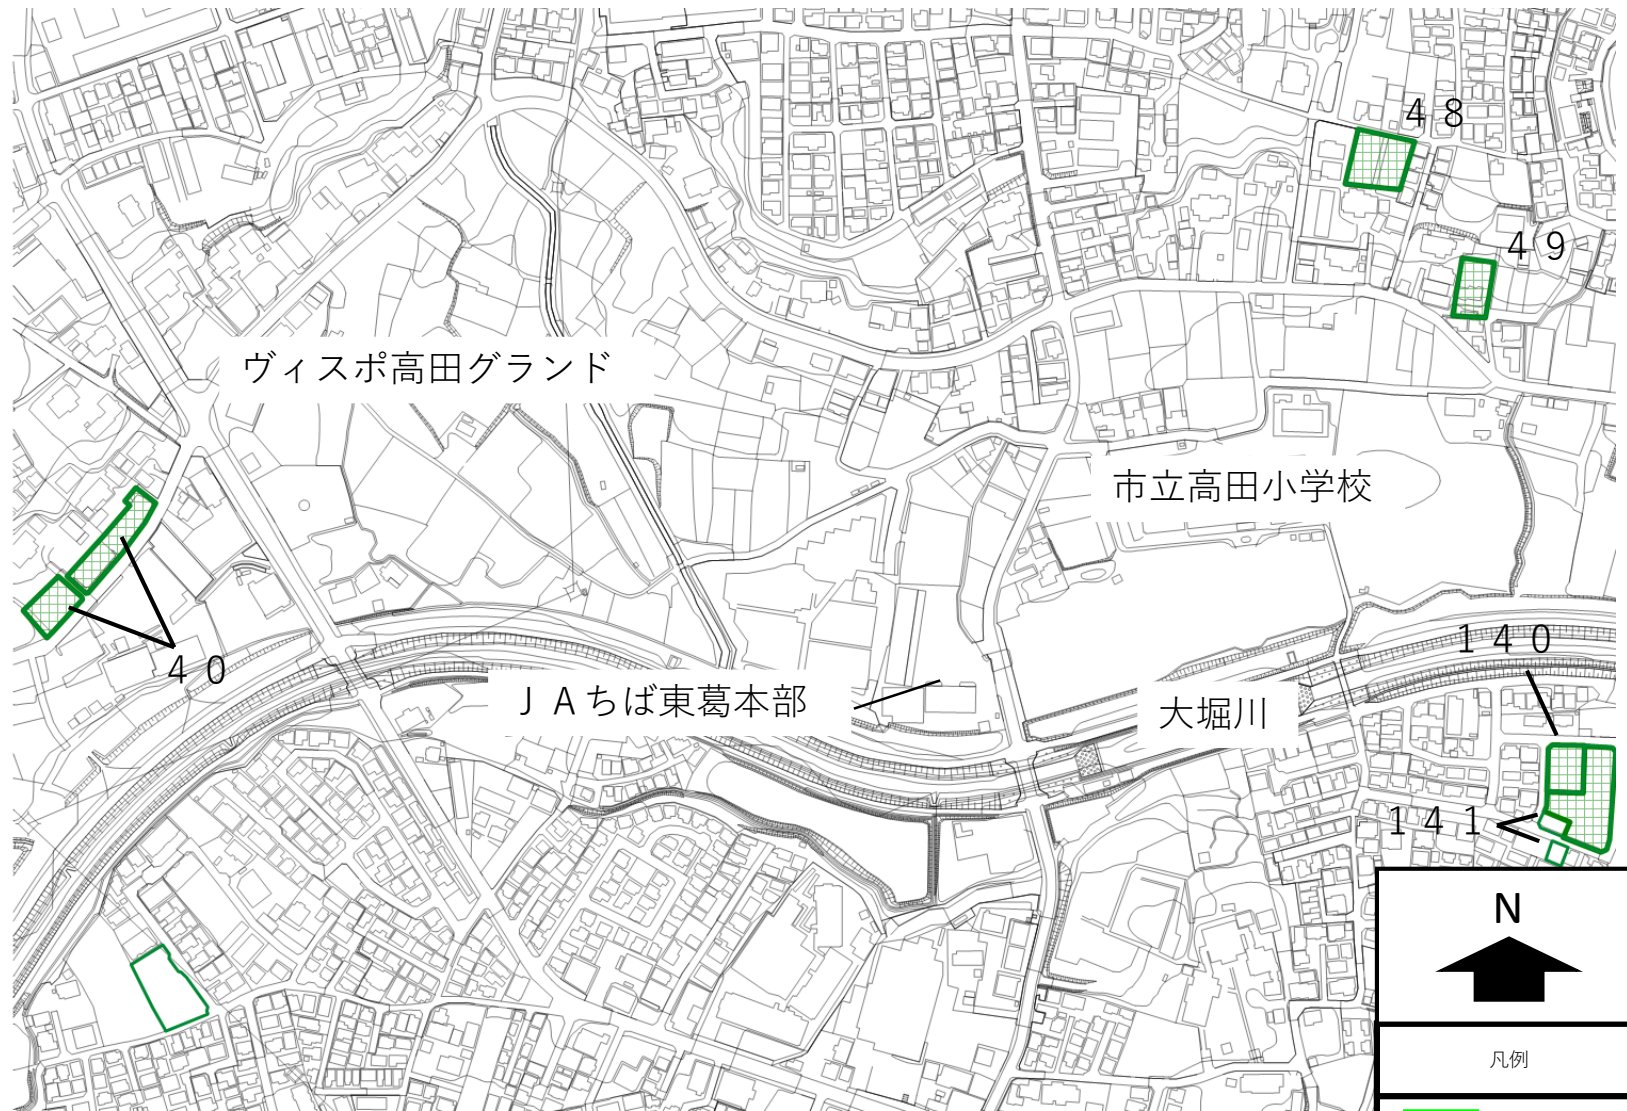 ４８
４９
ヴィスポ高田グランド
市立高田小学校
４０
１４０
ＪＡちば東葛本部
大堀川
１４１
N
凡例